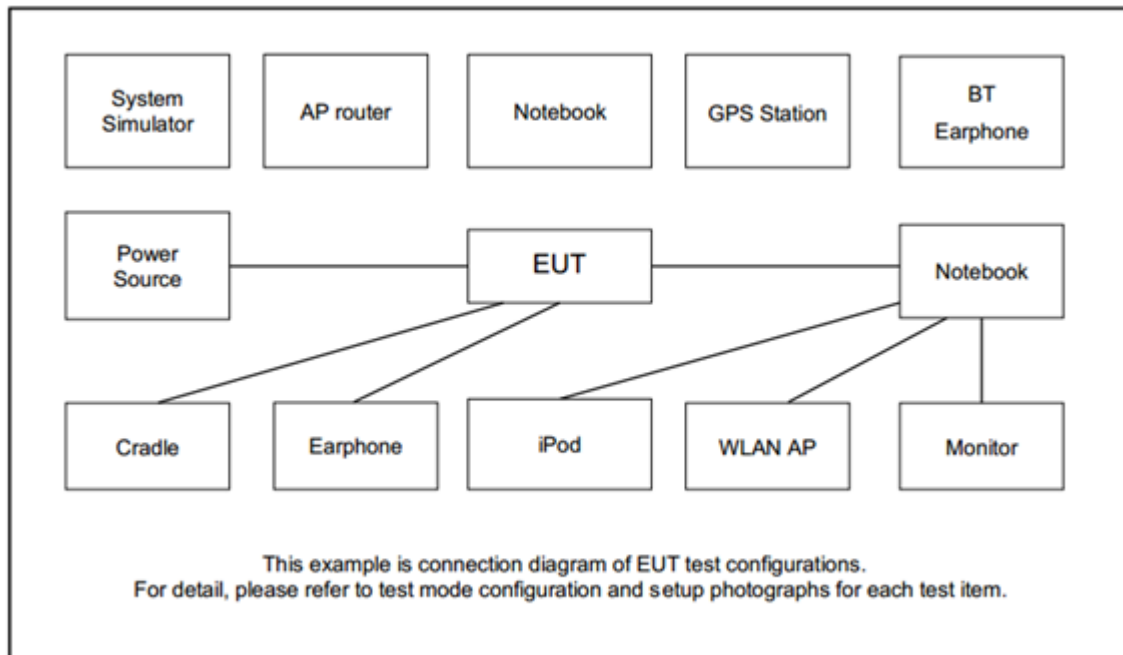 System
Simulator
AP router
Notebook
GPS Station
BT
Earphone
Power
Source
EUT
Notebook
Cradle
Earphone
iPod
WLAN AP
Monitor
This example is connection diagram of EUT test configurations.
For detail, please refer to test mode configuration and setup photographs for each test item.